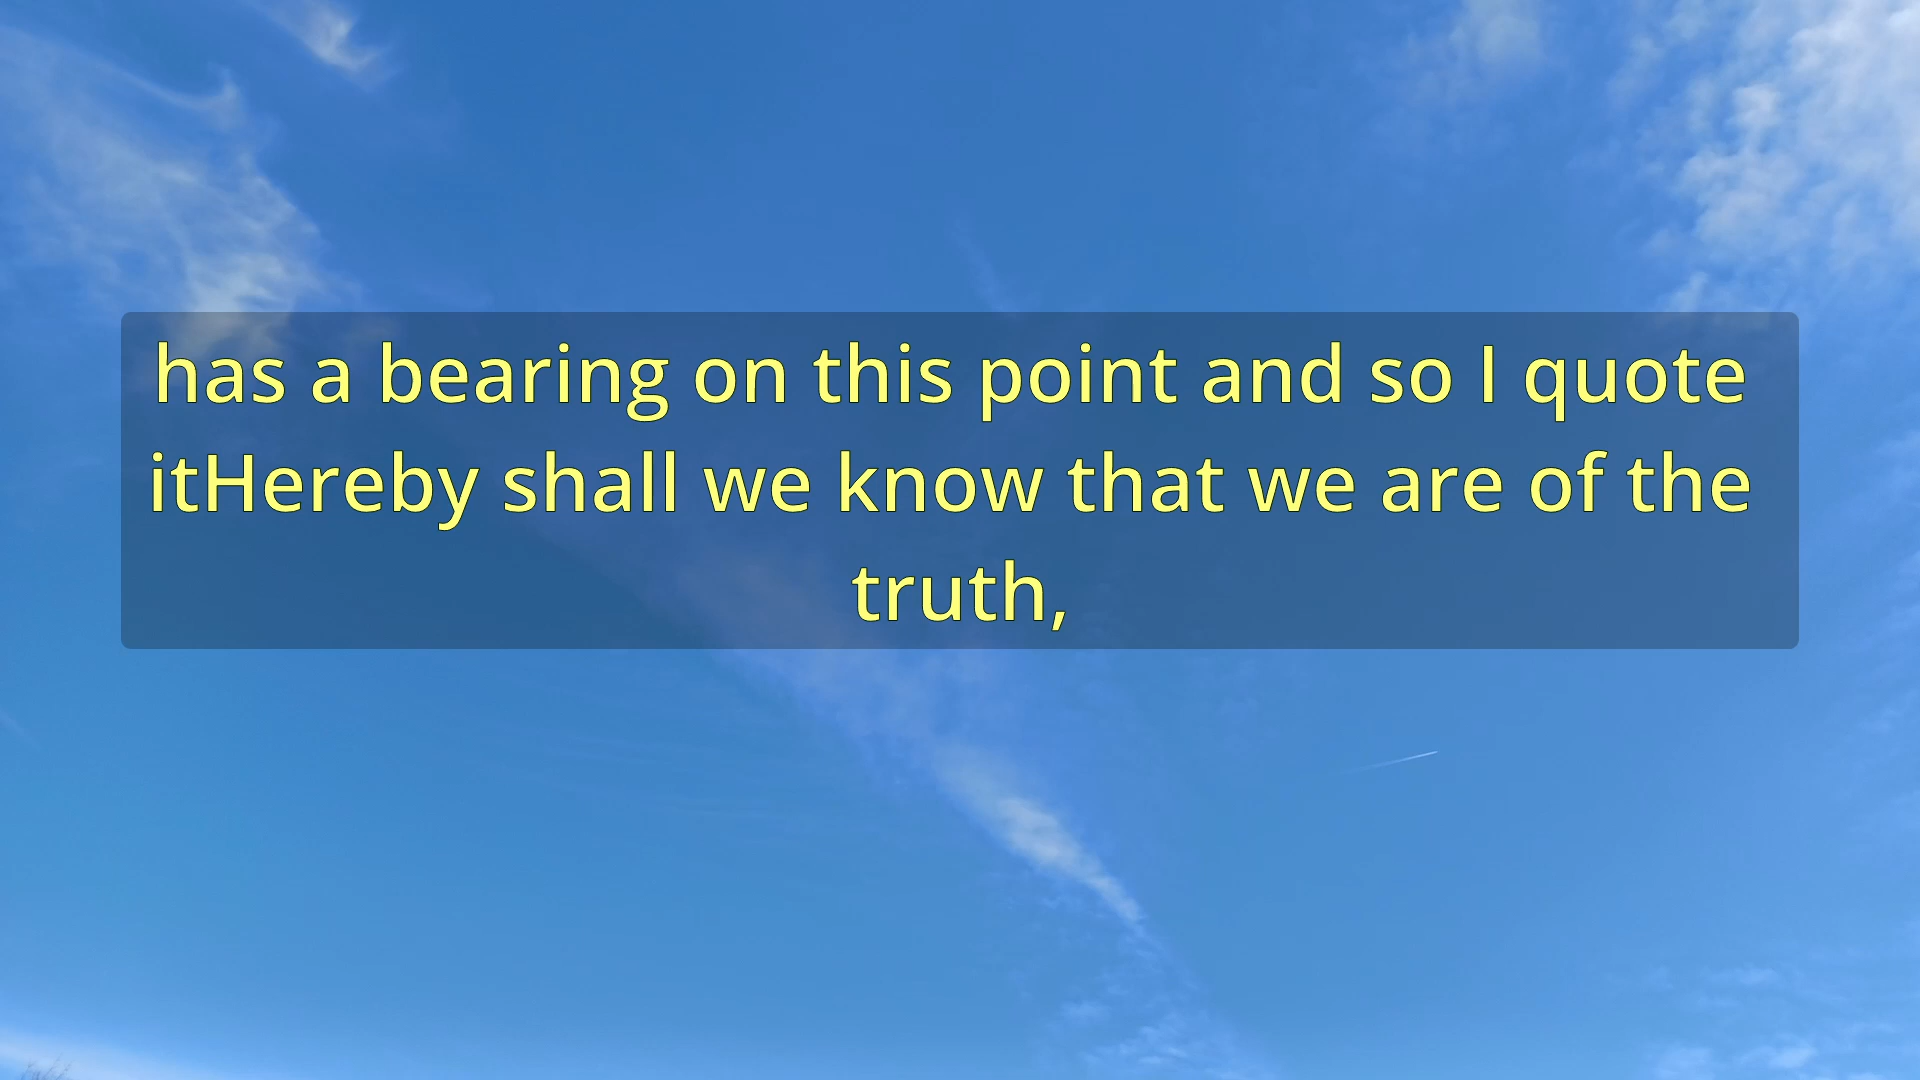 has a bearing on this point and so I quote
itHereby shall we know that we are of the
truth,